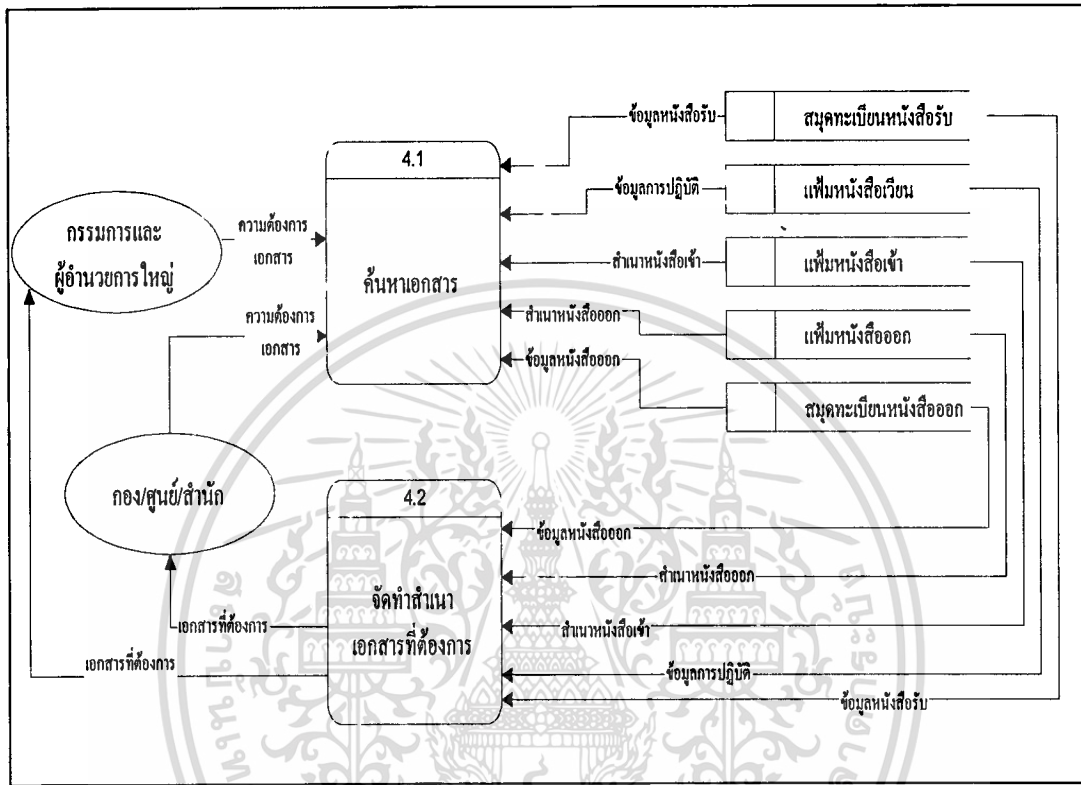 ข้อมูลหนังสือรับ
สมุดทะเบียนหนังสือรับ
4.1
ค้นหาเอกสาร
ข้อมูลการปฏิบัติ
แฟ้มหนังสือเวียน
กรรมการและ
ผู้อำนวยการใหญ่
ความต้องการ
เอกสาร
สำเนาหนังสือเข้า
แฟ้มหนังสือเข้า
ความต้องการ
เอกสาร
สำเนาหนังสือออก
แฟ้มหนังสือออก
ข้อมูลหนังสือออก
สมุดทะเบียนหนังสือออก
กอง/ศูนย์/สำนัก
4.2
จัดทำสำเนา
เอกสารที่ต้องการ
ข้อมูลหนังสือออก
สำเนาหนังสือออก
สำเนาหนังสือเข้า
ข้อมูลการปฏิบัติ
ข้อมูลหนังสือรับ
เอกสารที่ต้องการ
เอกสารที่ต้องการ